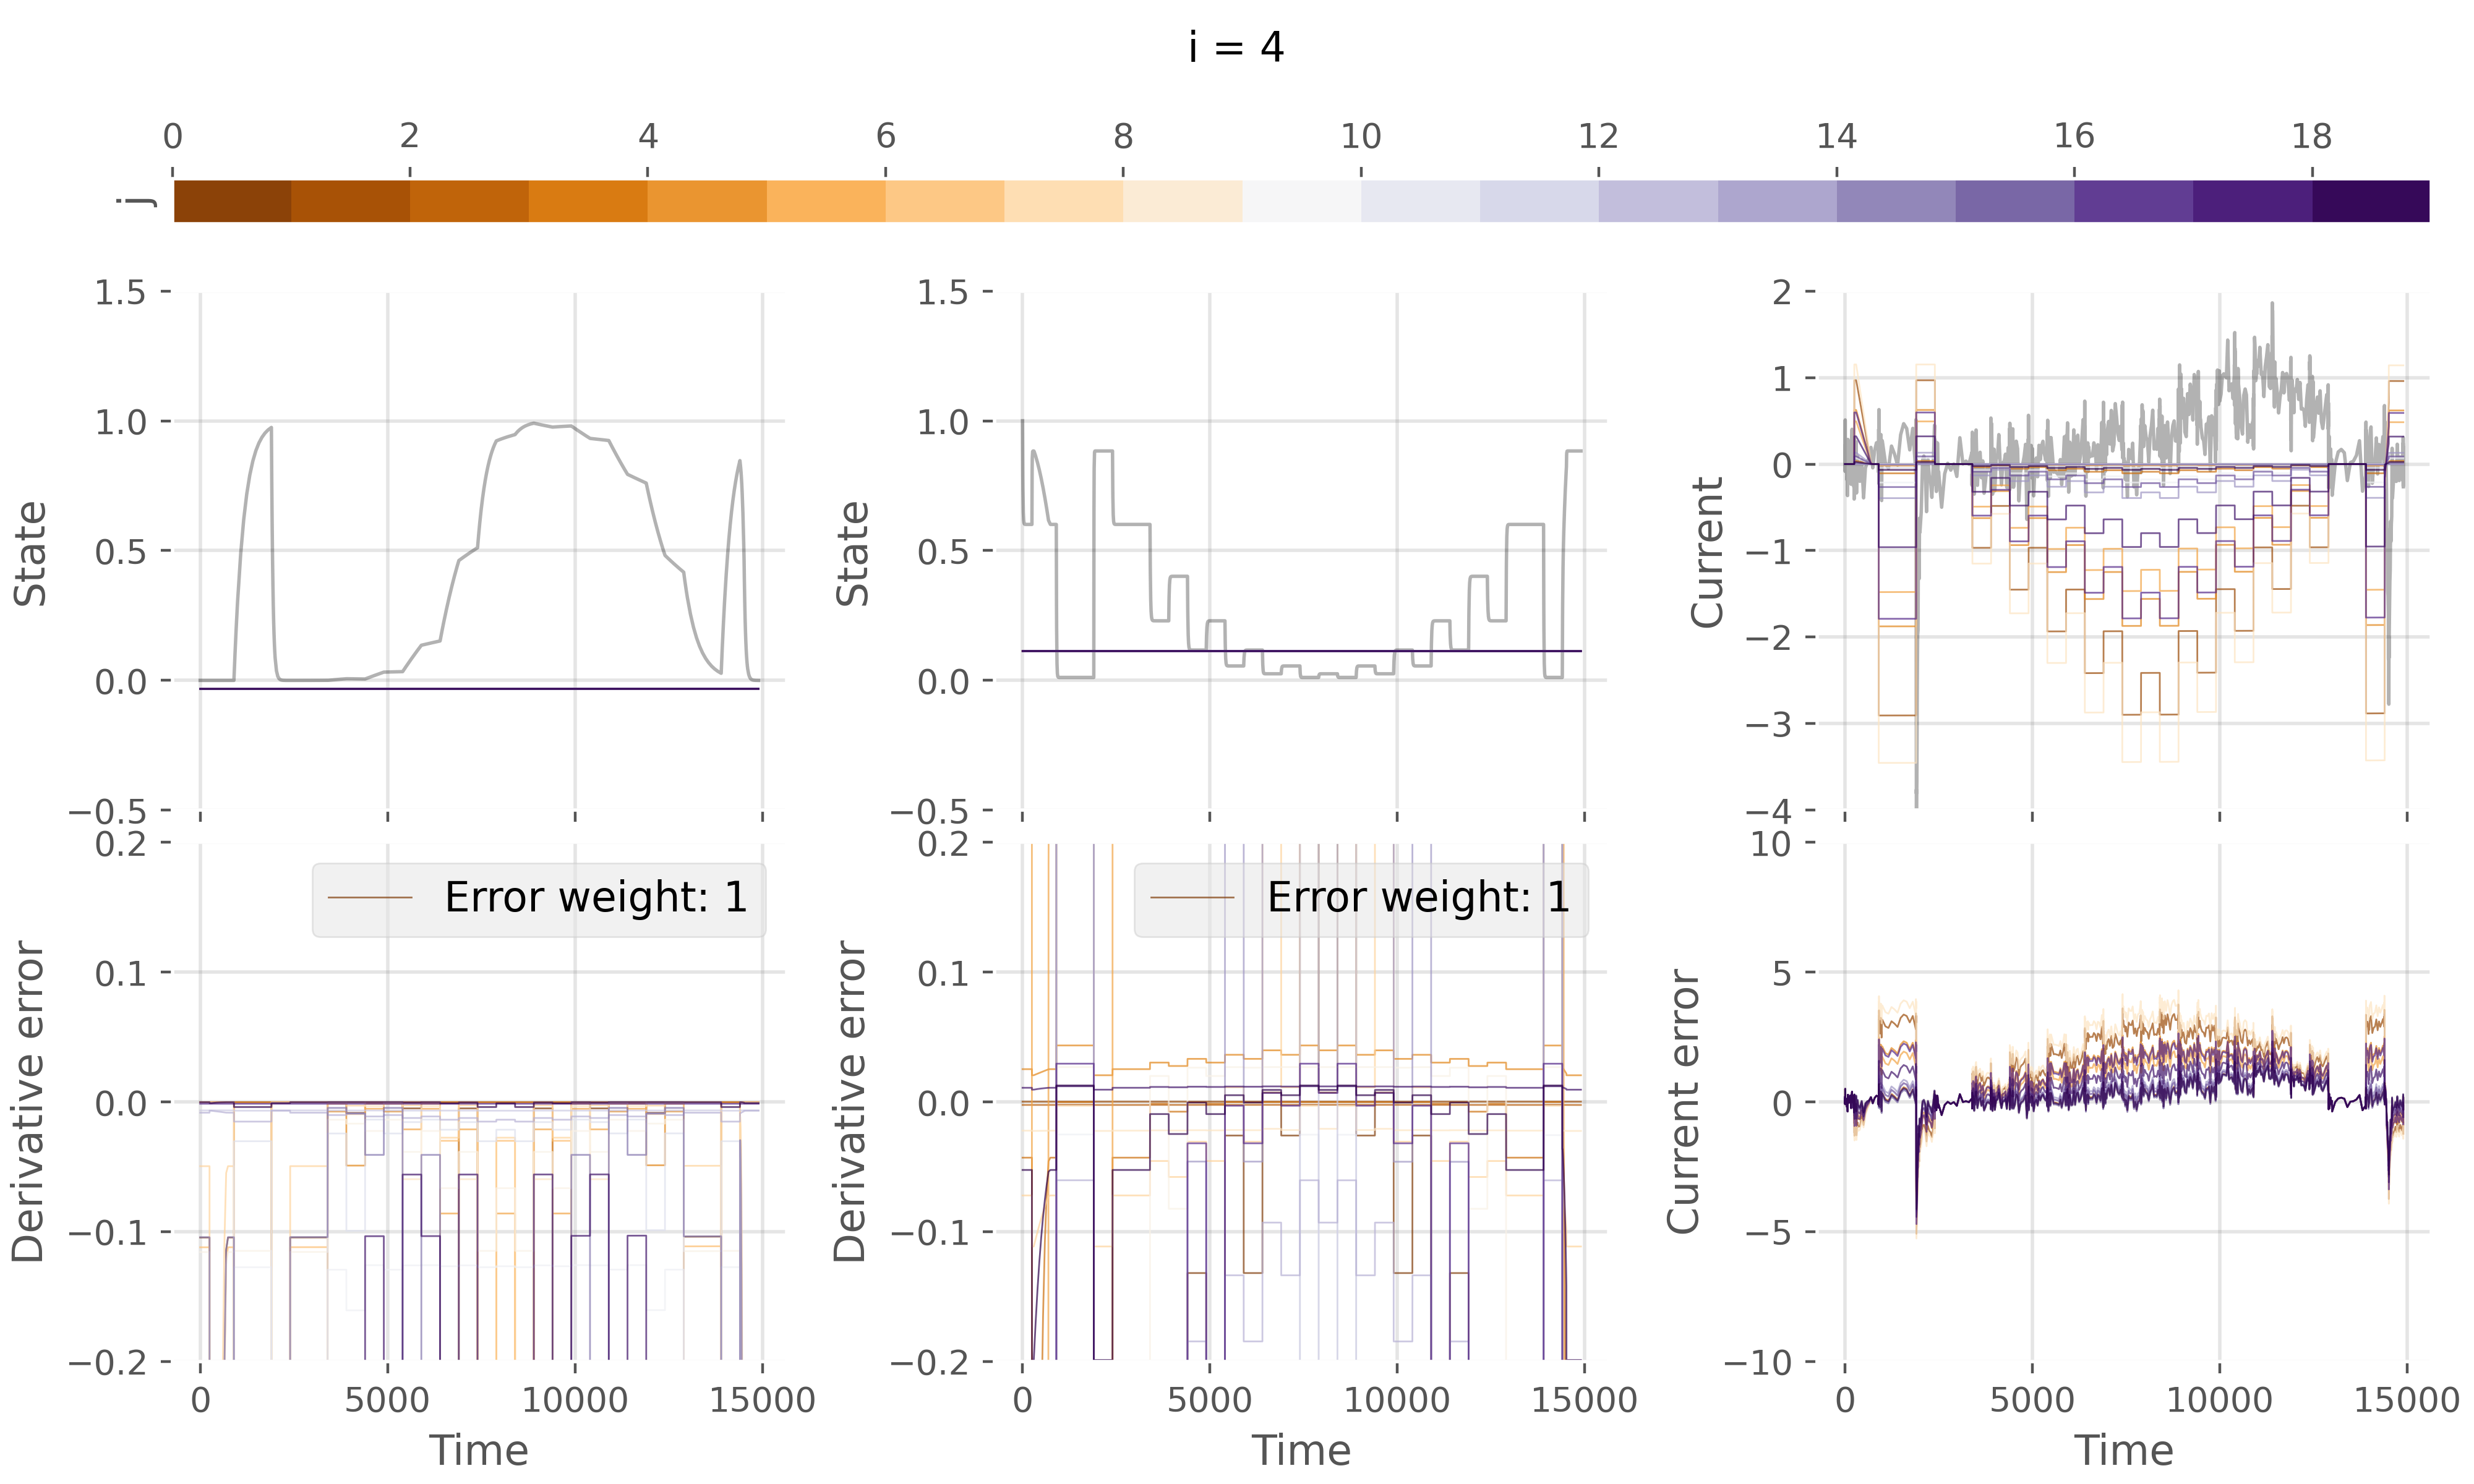 i = 4
0 2 4 6 8 10 12 14 16 18
j
1.5 1.0 0.5 0.0 −0.5
State
1.5 1.0 0.5 0.0 −0.5
State
2 1 0 −1 −2 −3 −4
Current
0.2 0.1 0.0 −0.1 −0.2
Derivative error
Error weight: 1
0 5000 10000 15000
Time
0.2 0.1 0.0 −0.1 −0.2
Derivative error
Error weight: 1
0 5000 10000 15000
Time
10 5 0 −5 −10
Current error
0 5000 10000 15000
Time